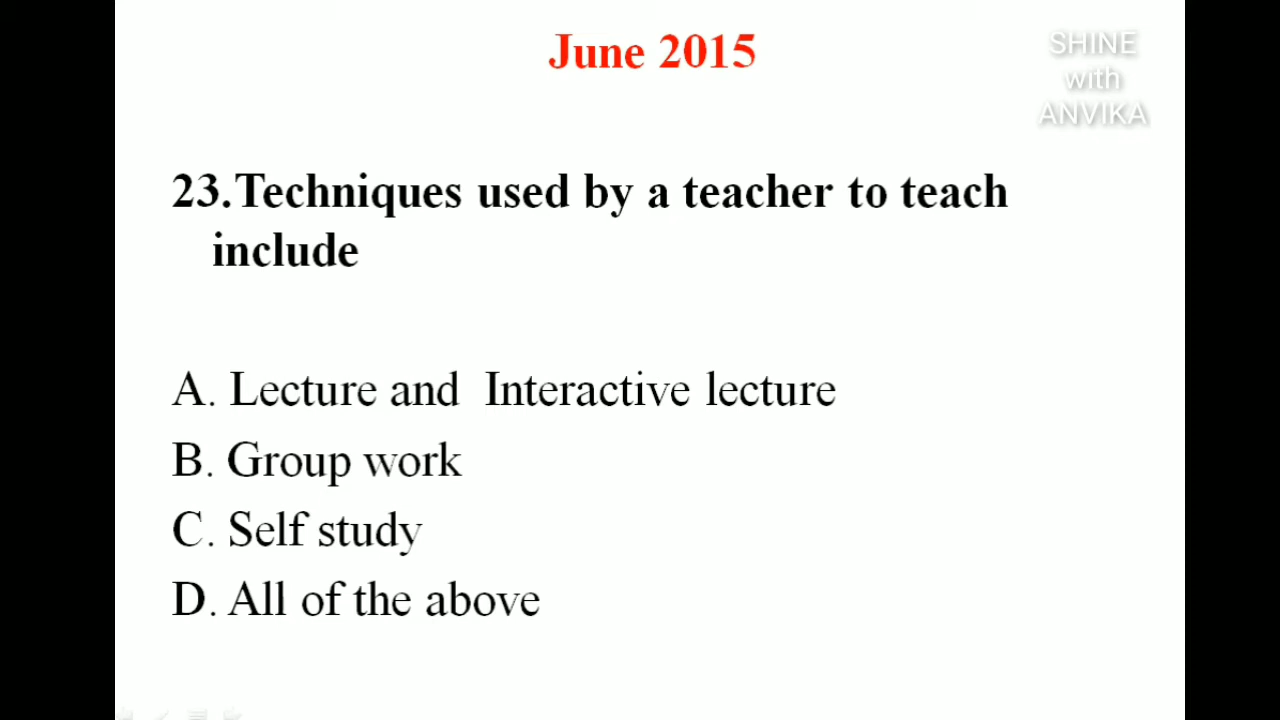 June 2015
SHINE
with
ANVIKA
23.Techniques used by a teacher to teach
include
A. Lecture and  Interactive lecture
B. Group work
C. Self study
D. All of the above